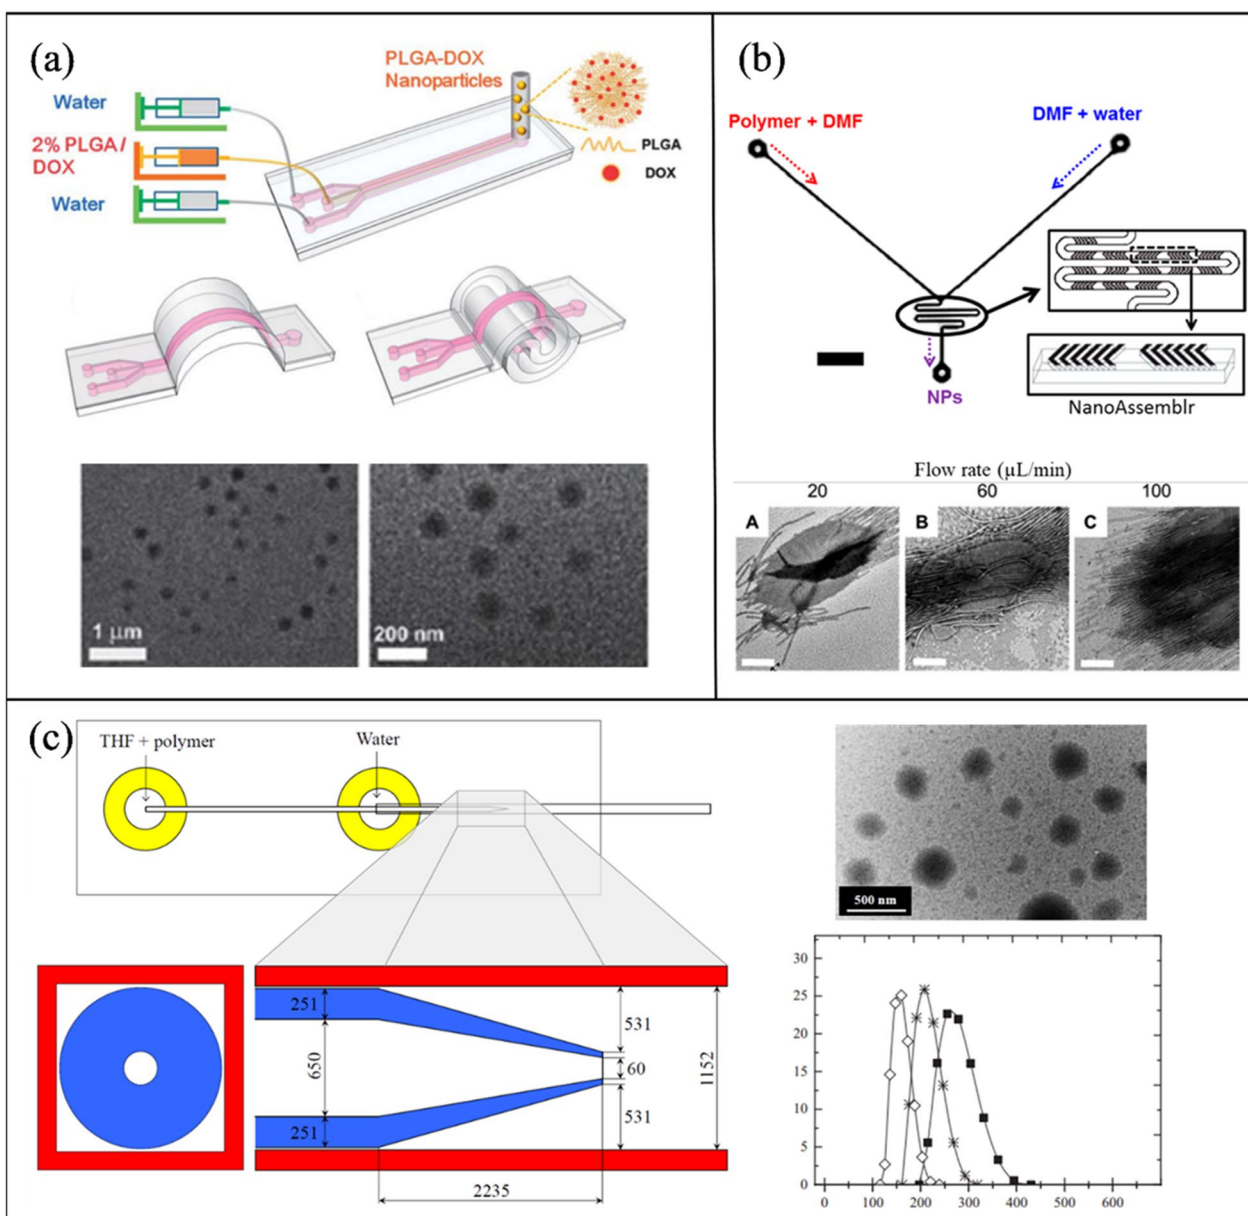 (a)
PLGA-DOX
Nanoparticles
Water
2% PLGA/
DOX
Water
PLGA
DOX
1 μm
200 nm
(b)
Polymer + DMF
DMF + water
NPs
NanoAssemblr
Flow rate (µL/min)
20 60 100
A B C
(c)
THF + polymer
Water
500 nm
251
650
251
531
60
531
1152
2235
30
25
20
15
10
5
0
0 100 200 300 400 500 600